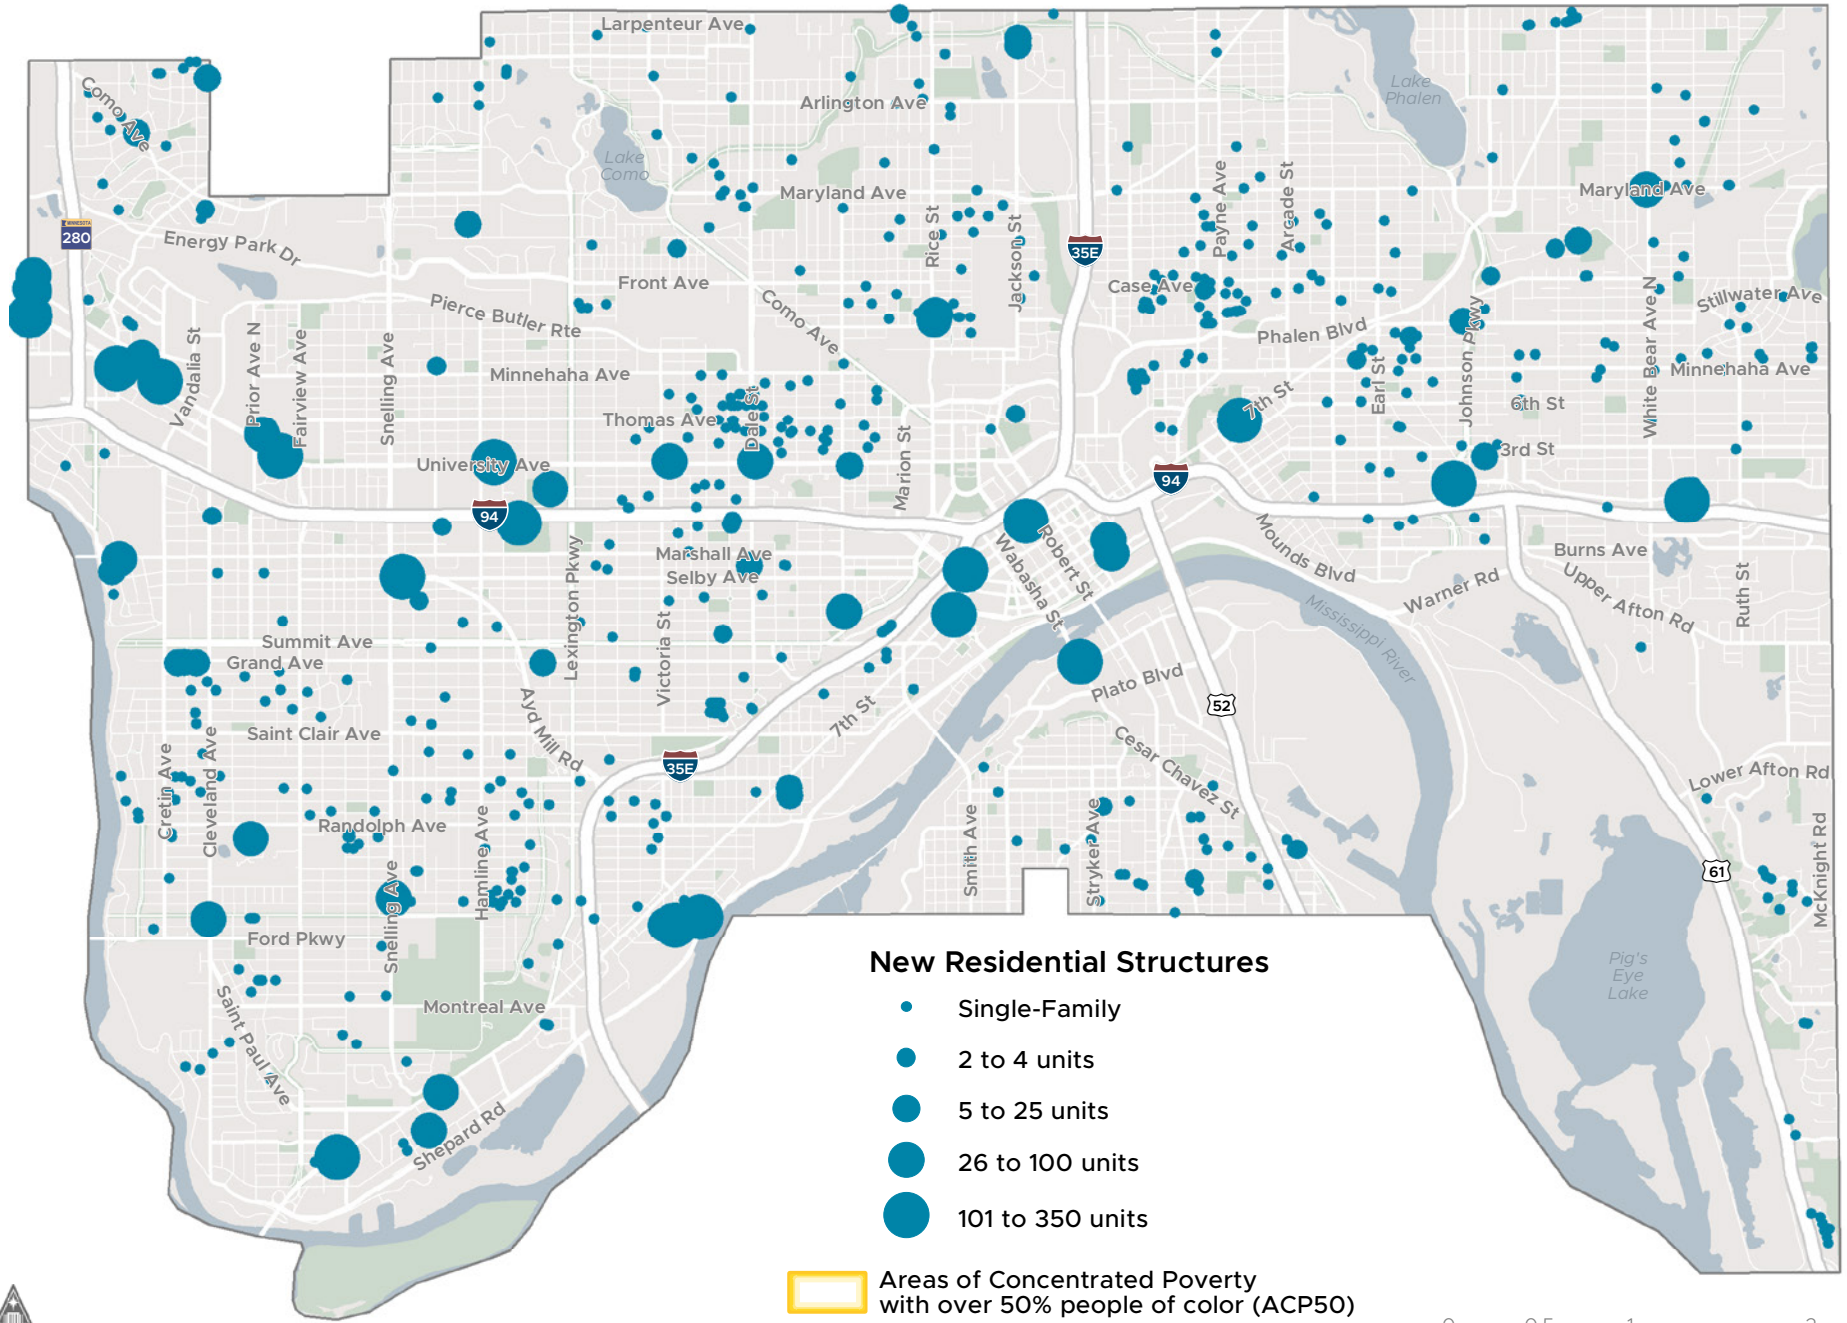 Larpenteur Ave
Como Ave
Lake
Phalen
Arlington Ave
Lake
Como
Maryland Ave
Payne Ave
Arcade St
Maryland Ave
MINNESOTA
280
Energy Park Dr
Rice St
Jackson St
35E
Front Ave
Case Ave
Pierce Butler Rte
Como Ave
Stillwater Ave
Phalen Blvd
Johnson Pkwy
White Bear Ave N
Vandalia St
Prior Ave N
Fairview Ave
Snelling Ave
Minnehaha Ave
Minnehaha Ave
Earl St
7th St
6th St
Thomas Ave
Dale St
Marion St
University Ave
3rd St
94
94
Mounds Blvd
Robert St
Wabasha St
Marshall Ave
Selby Ave
Lexington Pkwy
Victoria St
Burns Ave
Upper Afton Rd
Ruth St
Warner Rd
Mississippi River
Summit Ave
Grand Ave
Plato Blvd
52
Ayd Mill Rd
7th St
Saint Clair Ave
Cretin Ave
Cleveland Ave
35E
Cesar Chavez St
Lower Afton Rd
Randolph Ave
Hamline Ave
Snelling Ave
Smith Ave
Stryker Ave
61
McKnight Rd
Ford Pkwy
Pig's
Eye
Lake
Montreal Ave
Saint Paul Ave
Shepard Rd
New Residential Structures
Single-Family
2 to 4 units
5 to 25 units
26 to 100 units
101 to 350 units
Areas of Concentrated Poverty
with over 50% people of color (ACP50)